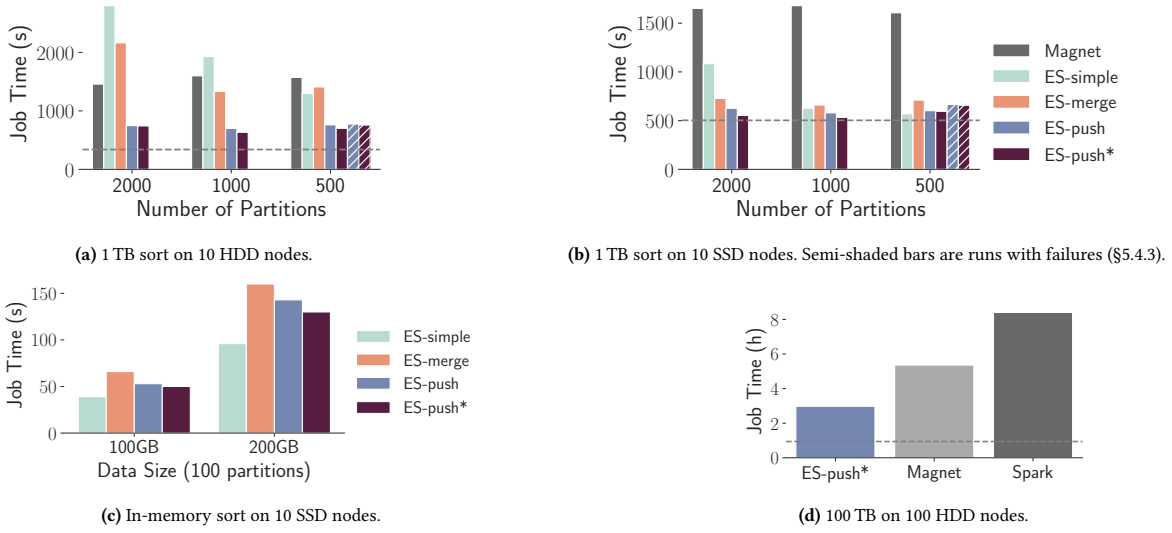 Job Time (s)
2000
1000
0
2000
1000
500
Number of Partitions
(a) 1 TB sort on 10 HDD nodes.
Job Time (s)
1500
1000
500
0
2000
1000
500
Number of Partitions
Magnet
ES-simple
ES-merge
ES-push
ES-push*
(b) 1 TB sort on 10 SSD nodes. Semi-shaded bars are runs with failures (§5.4.3).
Job Time (s)
150
100
50
0
100GB
200GB
Data Size (100 partitions)
ES-simple
ES-merge
ES-push
ES-push*
(c) In-memory sort on 10 SSD nodes.
Job Time (h)
8
6
4
2
0
ES-push*
Magnet
Spark
(d) 100 TB on 100 HDD nodes.